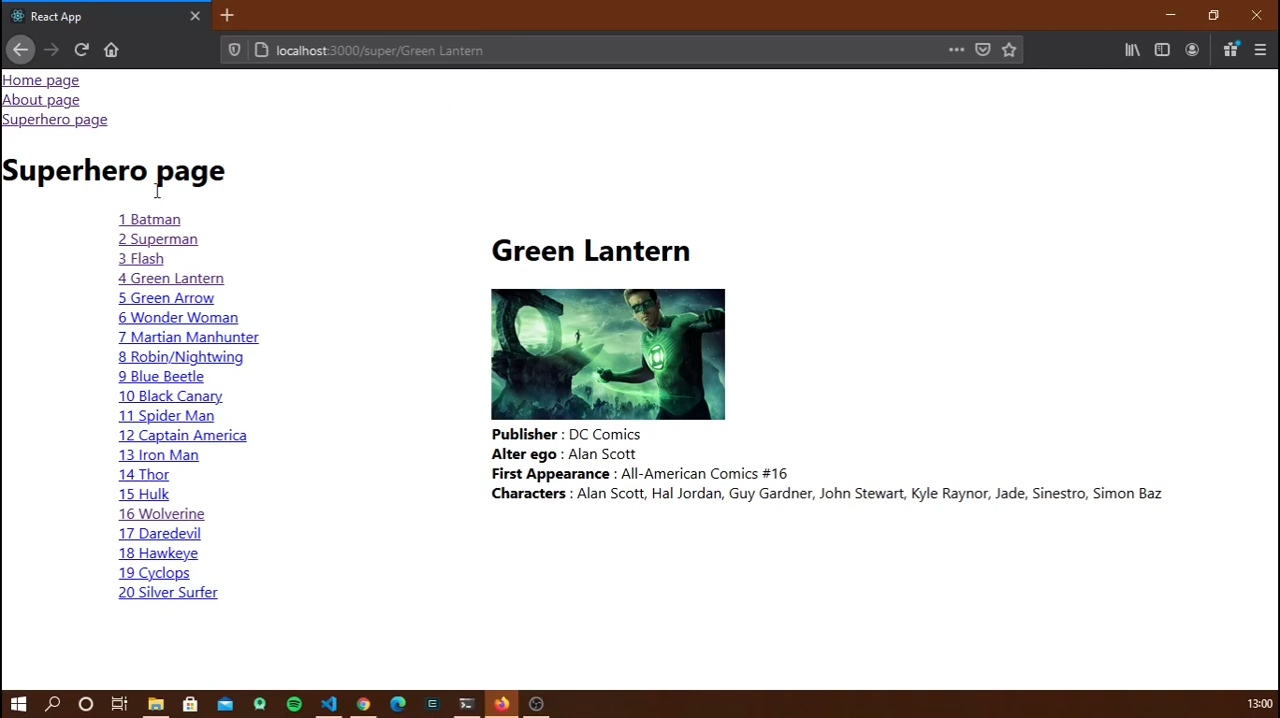 React App
localhost:3000/super/Green Lantern
Home page
About page
Superhero page
Superhero page
1 Batman
2 Superman
3 Flash
4 Green Lantern
5 Green Arrow
6 Wonder Woman
7 Martian Manhunter
8 Robin/Nightwing
9 Blue Beetle
10 Black Canary
11 Spider Man
12 Captain America
13 Iron Man
14 Thor
15 Hulk
16 Wolverine
17 Daredevil
18 Hawkeye
19 Cyclops
20 Silver Surfer
Green Lantern
Publisher : DC Comics
Alter ego : Alan Scott
First Appearance : All-American Comics #16
Characters : Alan Scott, Hal Jordan, Guy Gardner, John Stewart, Kyle Raynor, Jade, Sinestro, Simon Baz
13:00